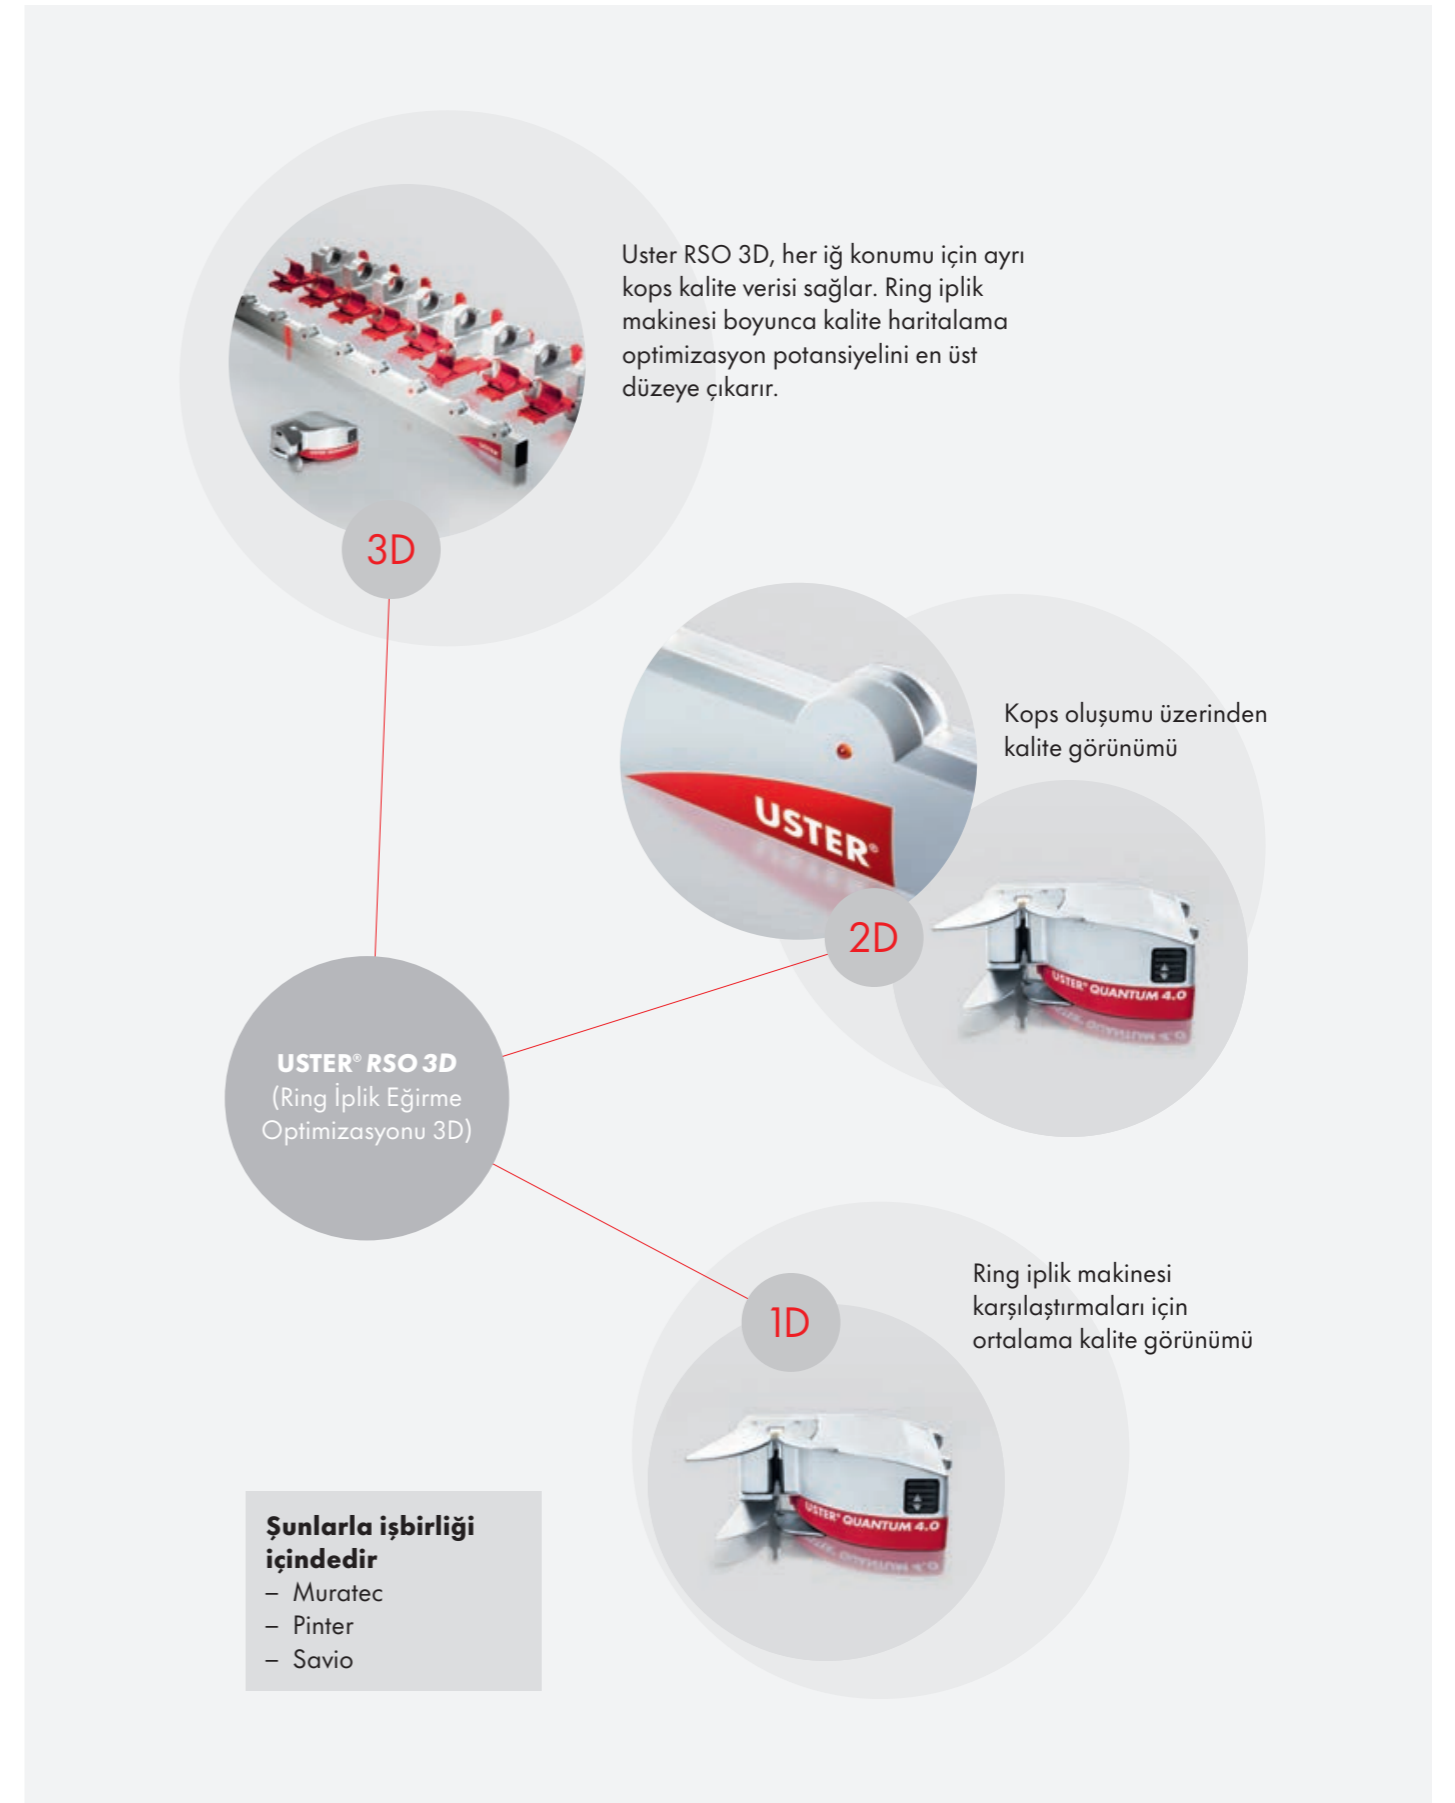 Uster RSO 3D, her iğ konumu için ayrı
kops kalite verisi sağlar. Ring iplik
makinesi boyunca kalite haritalama
optimizasyon potansiyelini en üst
düzeye çıkarır.
USTER
3D
Kops oluşumu üzerinden
kalite görünümü
USTER®
2D
USTER® QUANTUM 4.0
USTER® RSO 3D
(Ring İplik Eğirme
Optimizasyonu 3D)
1D
Ring iplik makinesi
karşılaştırmaları için
ortalama kalite görünümü
USTER® QUANTUM 4.0
Şunlarla işbirliği
içindedir
– Muratec
– Pinter
– Savio